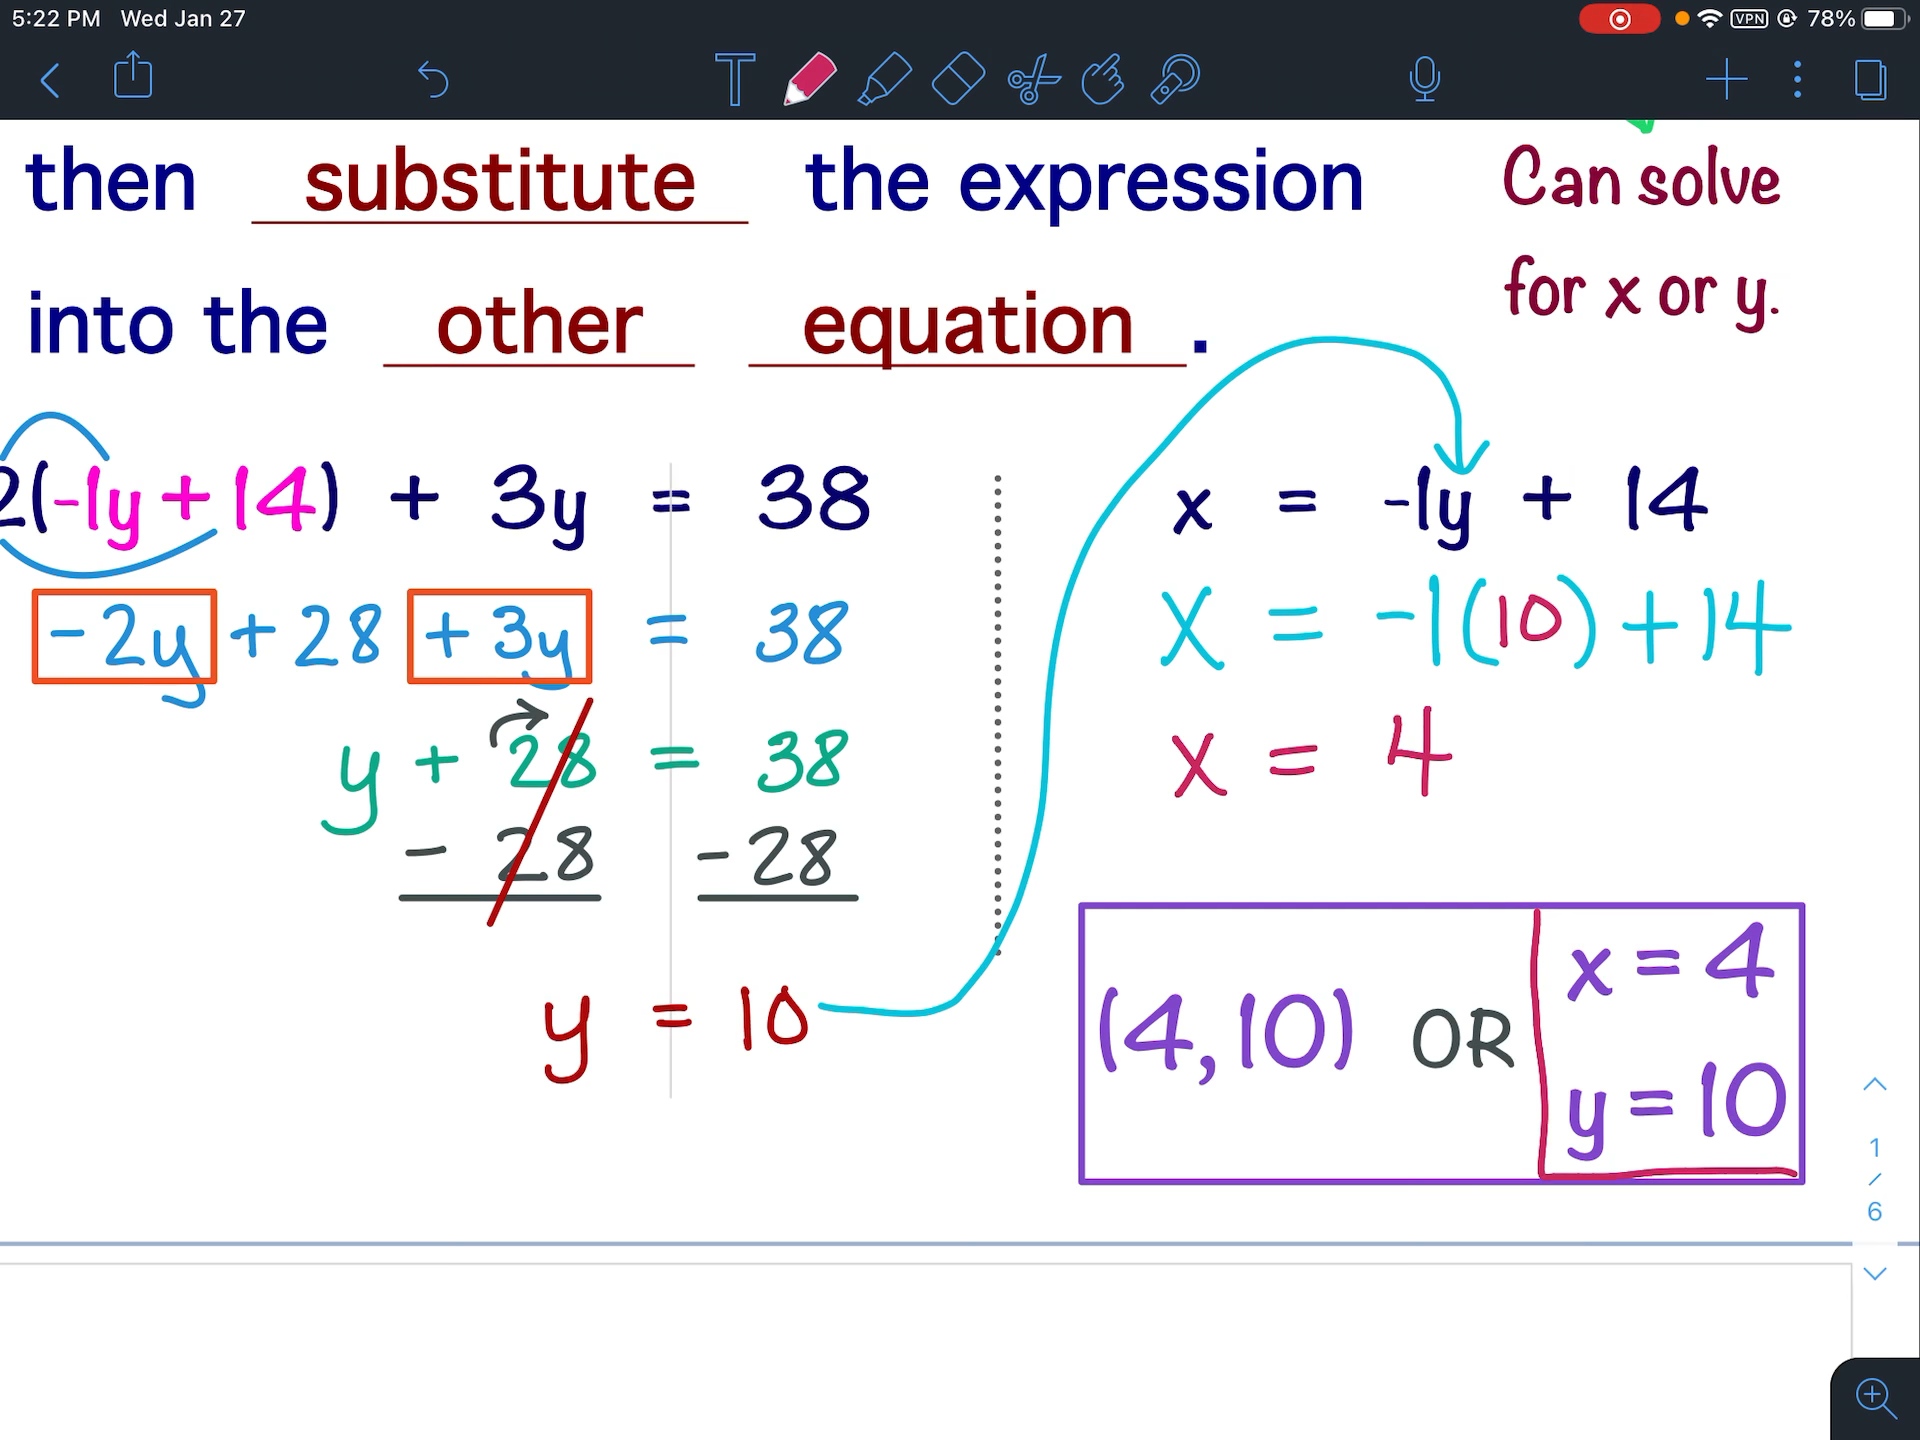 5:22 PM Wed Jan 27
VPN 78%
T
then substitute the expression
into the other equation .
Can solve
for x or y.
2(-1y + 14) + 3y = 38
- 2y + 28 + 3y = 38
y + 28 = 38
- 28 - 28
y = 10
x = -1y + 14
x = -1(10) + 14
x = 4
(4, 10) OR
x = 4
y = 10
1
/
6